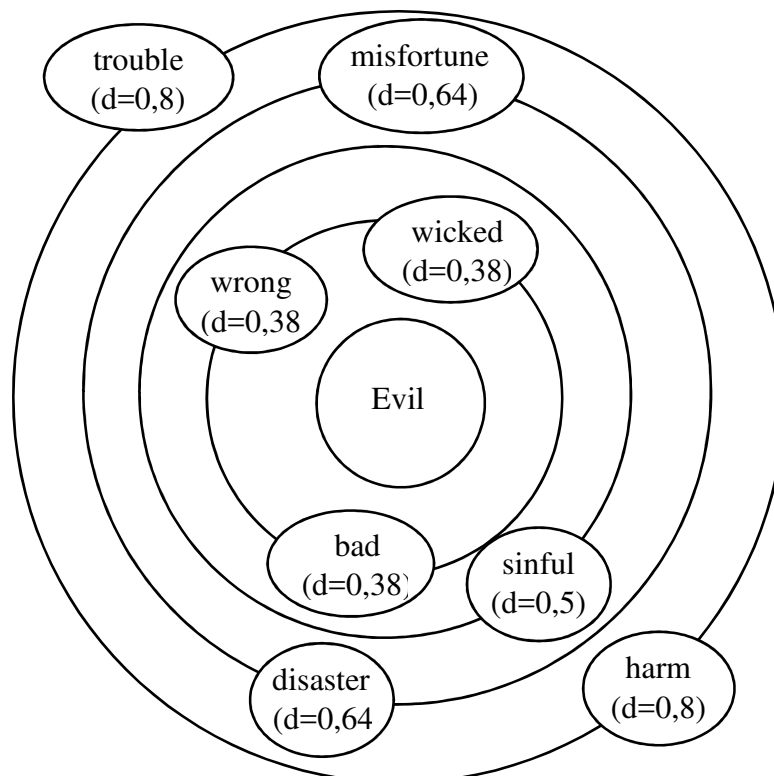 trouble
(d=0,8)
misfortune
(d=0,64)
wicked
(d=0,38)
wrong
(d=0,38
Evil
bad
(d=0,38)
sinful
(d=0,5)
disaster
(d=0,64
harm
(d=0,8)